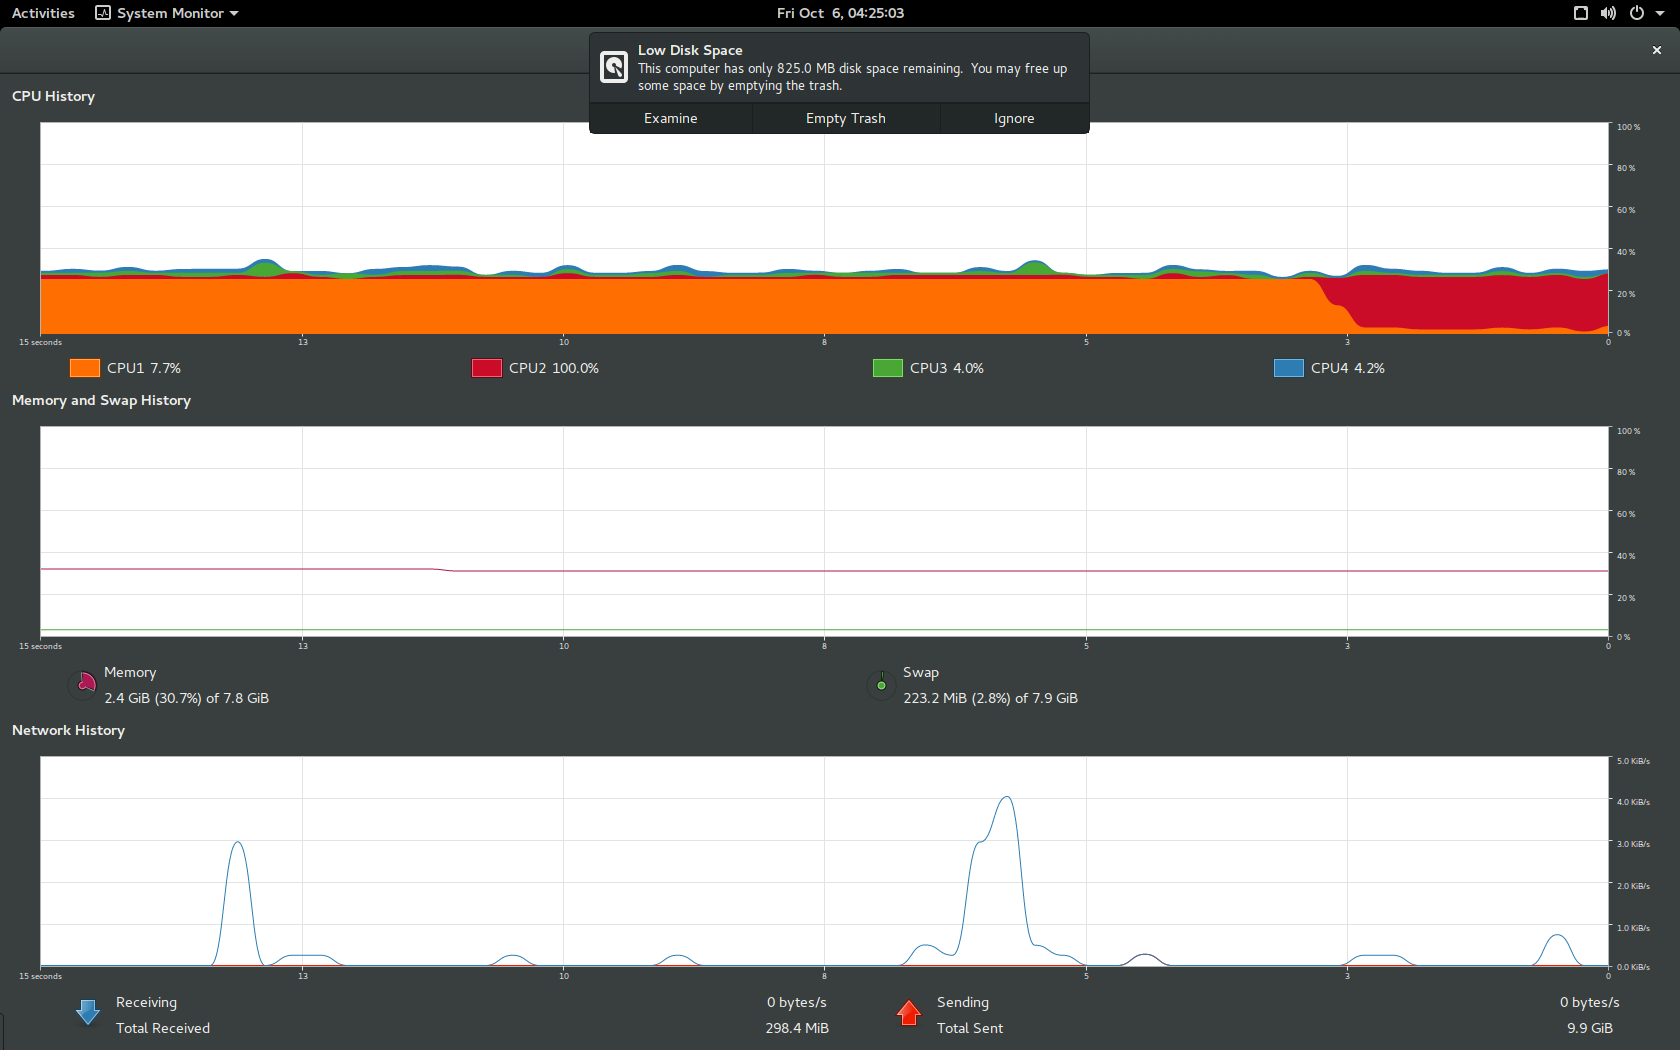 Activities System Monitor Fri Oct 6, 04:25:03
Low Disk Space
This computer has only 825.0 MB disk space remaining. You may free up
some space by emptying the trash.
Examine Empty Trash Ignore
CPU History
100 %
80 %
60 %
40 %
20 %
0 %
15 seconds 13 10 8 5 3 0
CPU1 7.7% CPU2 100.0% CPU3 4.0% CPU4 4.2%
Memory and Swap History
100 %
80 %
60 %
40 %
20 %
0 %
15 seconds 13 10 8 5 3 0
Memory Swap
2.4 GiB (30.7%) of 7.8 GiB 223.2 MiB (2.8%) of 7.9 GiB
Network History
5.0 KiB/s
4.0 KiB/s
3.0 KiB/s
2.0 KiB/s
1.0 KiB/s
0.0 KiB/s
15 seconds 13 10 8 5 3 0
Receiving 0 bytes/s Sending 0 bytes/s
Total Received 298.4 MiB Total Sent 9.9 GiB